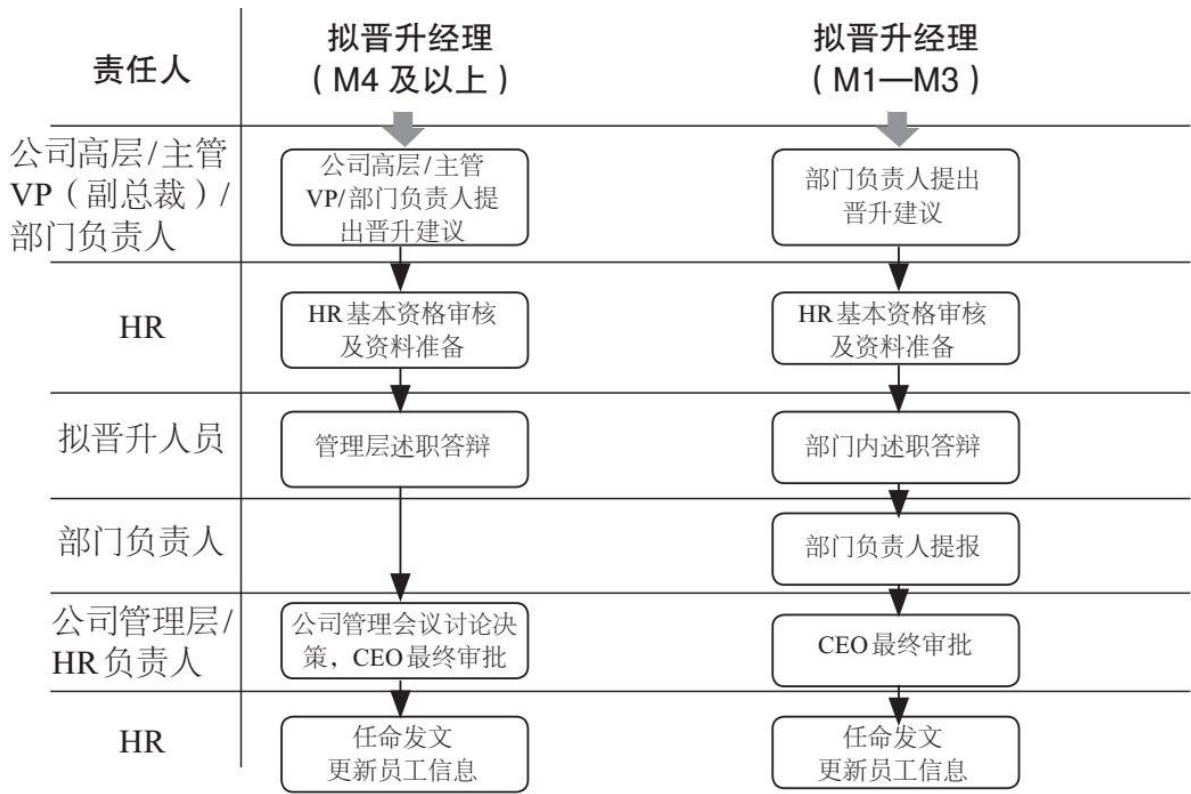 责任人
拟晋升经理
（M4 及以上）
拟晋升经理
（M1—M3）
公司高层/主管
VP（副总裁）/
部门负责人
公司高层/主管
VP/部门负责人提
出晋升建议
部门负责人提出
晋升建议
HR
HR基本资格审核
及资料准备
HR基本资格审核
及资料准备
拟晋升人员
管理层述职答辩
部门内述职答辩
部门负责人
部门负责人提报
公司管理层/
HR负责人
公司管理会议讨论决
策，CEO最终审批
CEO最终审批
HR
任命发文
更新员工信息
任命发文
更新员工信息